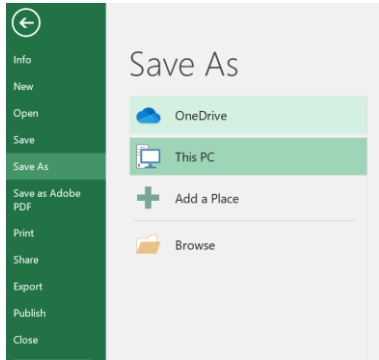 Info
New
Open
Save
Save As
Save as Adobe
PDF
Print
Share
Export
Publish
Close
Save As
OneDrive
This PC
Add a Place
Browse